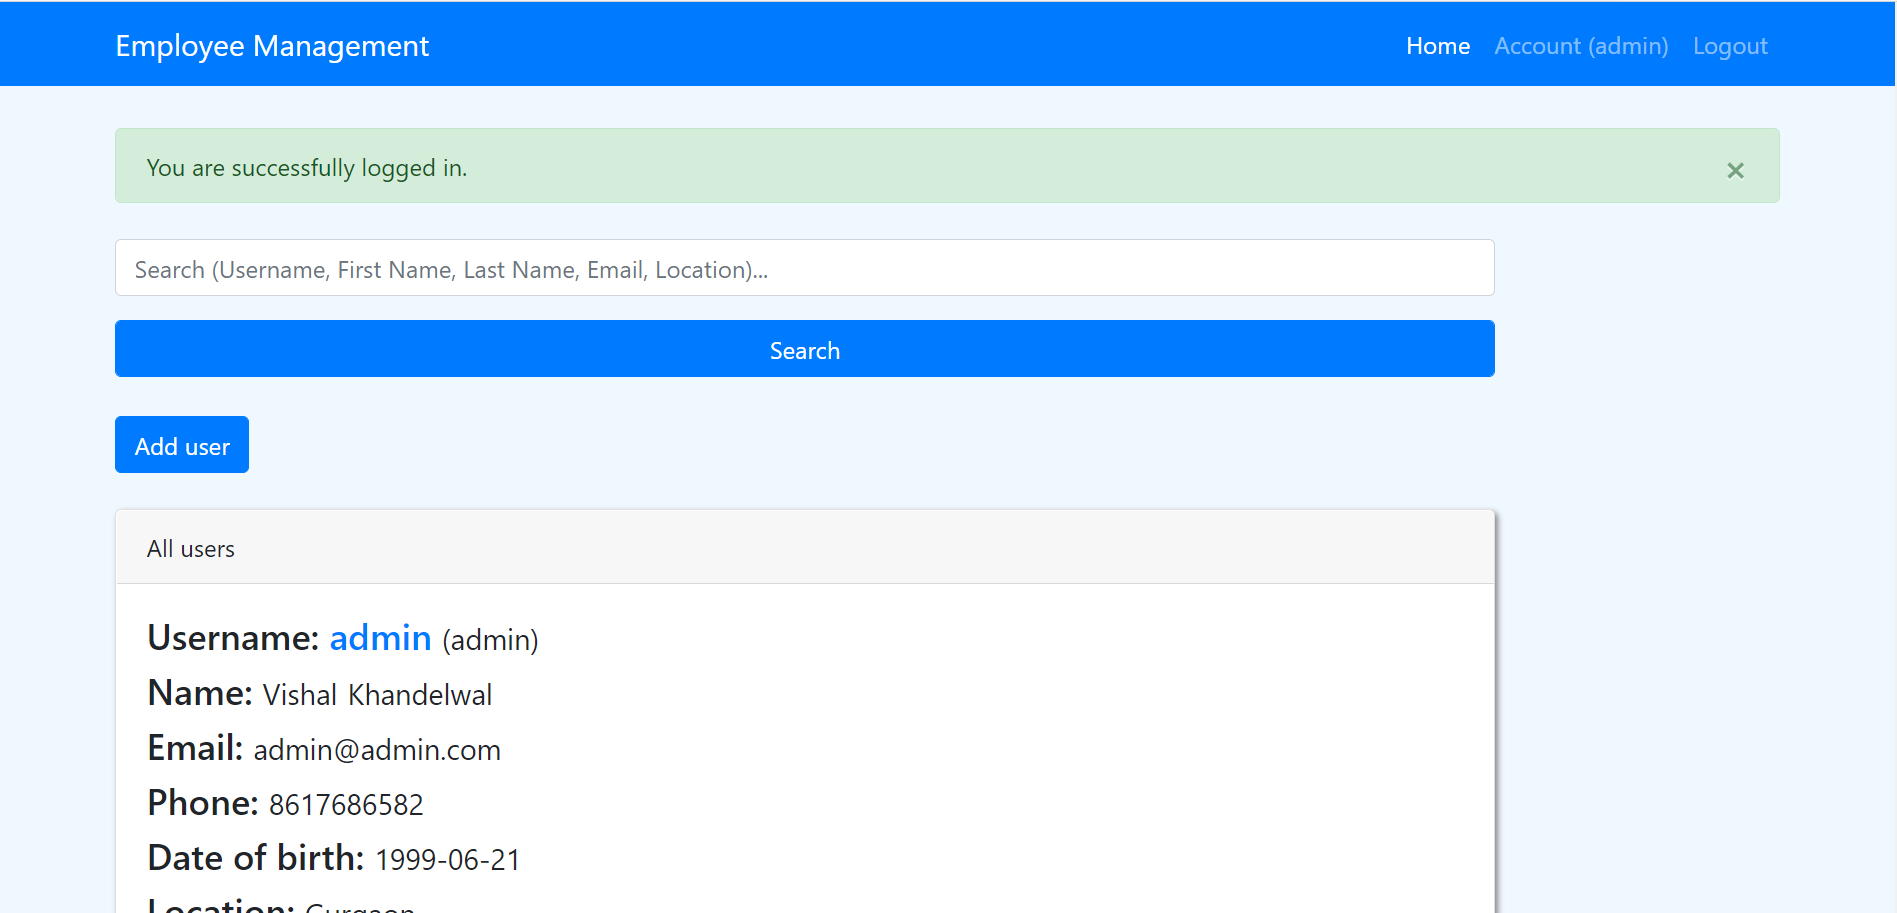 Employee Management
Home Account (admin) Logout
You are successfully logged in.
×
Search (Username, First Name, Last Name, Email, Location)...
Search
Add user
All users
Username: admin (admin)
Name: Vishal Khandelwal
Email: admin@admin.com
Phone: 8617686582
Date of birth: 1999-06-21
Location: Gurgaon